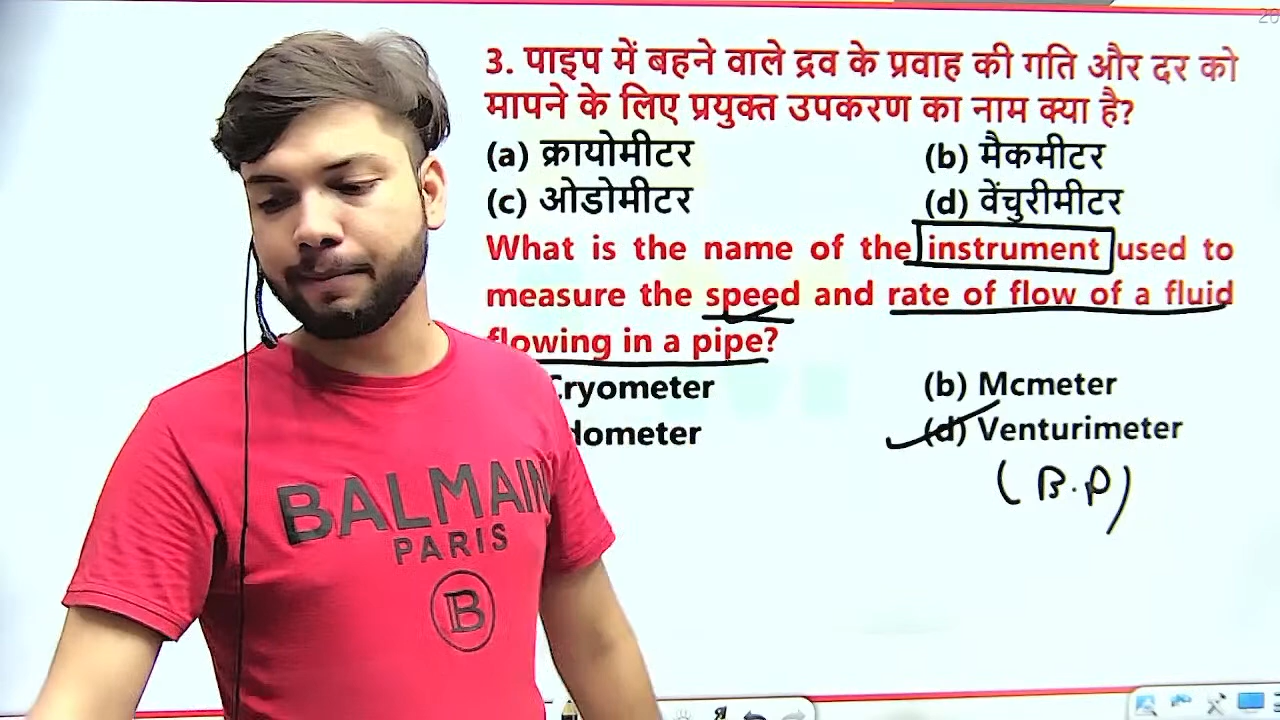 20
3. पाइप में बहने वाले द्रव के प्रवाह की गति और दर को
मापने के लिए प्रयुक्त उपकरण का नाम क्या है?
(a) क्रायोमीटर (b) मैकमीटर
(c) ओडोमीटर (d) वेंचुरीमीटर
What is the name of the instrument used to
measure the speed and rate of flow of a fluid
flowing in a pipe?
Cryometer (b) Mcmeter
dometer (d) Venturimeter
(B.P)
BALMAIN
PARIS
B